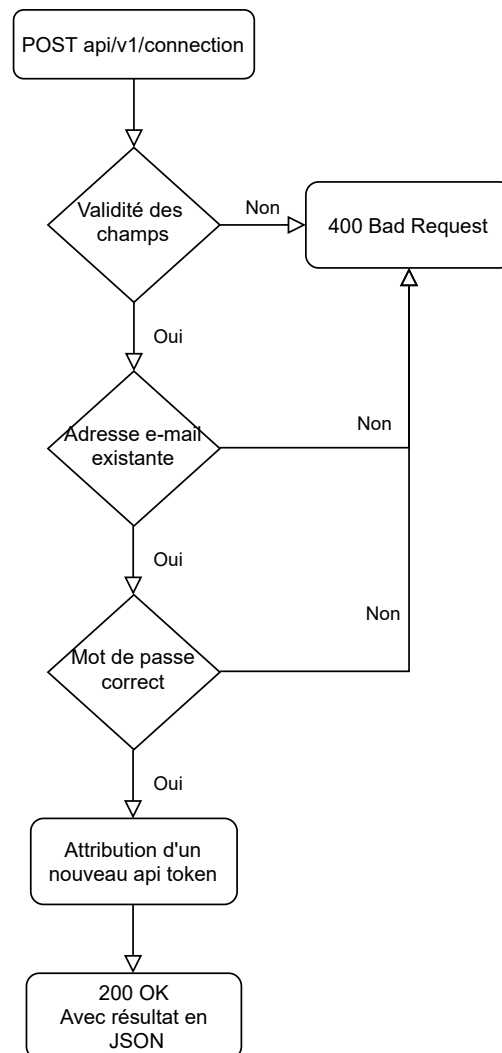 POST api/v1/connection
Validité des
champs
Non
400 Bad Request
Oui
Adresse e-mail
existante
Non
Oui
Mot de passe
correct
Non
Oui
Attribution d'un
nouveau api token
200 OK
Avec résultat en
JSON